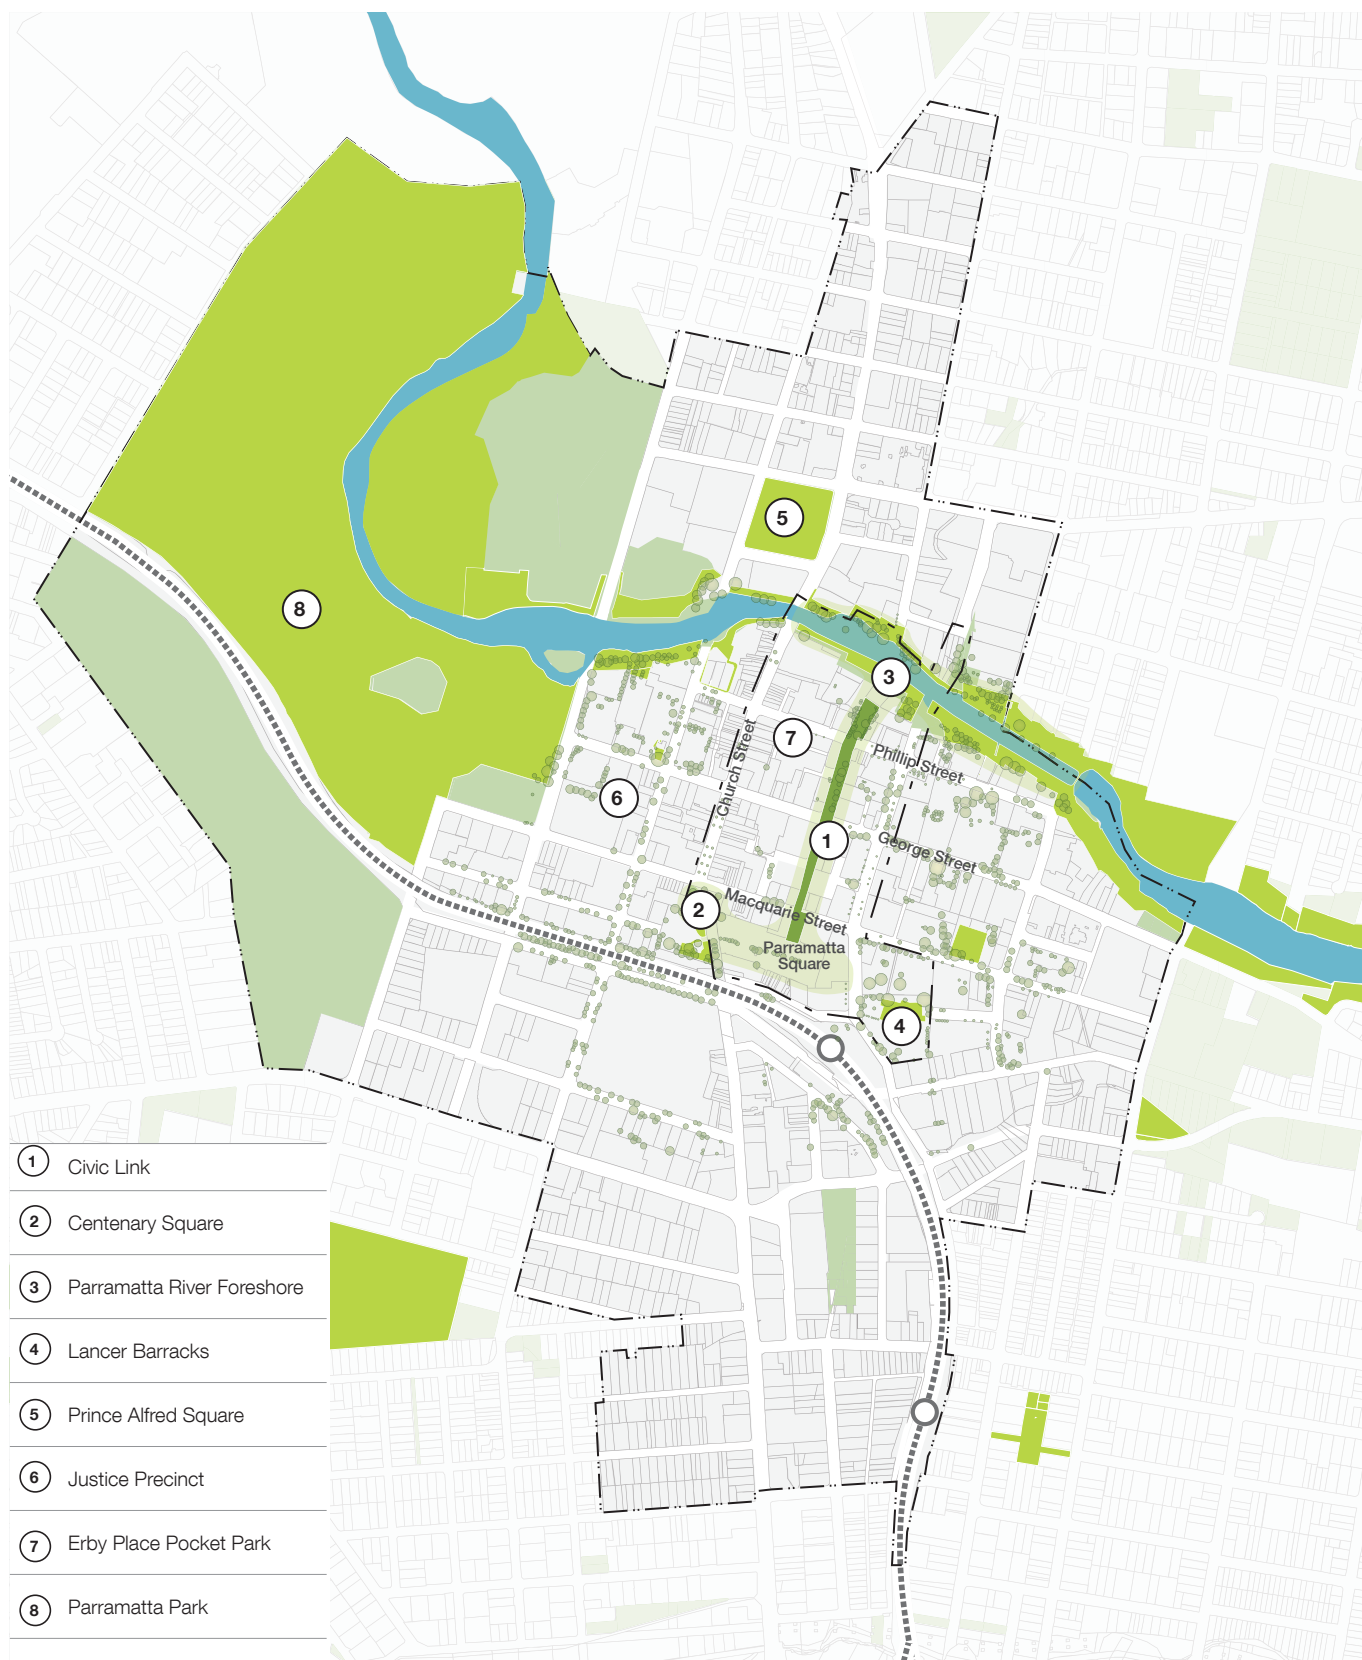 5
8
3
7
Church Street
Phillip Street
6
1
George Street
2
Macquarie Street
Parramatta
Square
4
1 Civic Link
2 Centenary Square
3 Parramatta River Foreshore
4 Lancer Barracks
5 Prince Alfred Square
6 Justice Precinct
7 Erby Place Pocket Park
8 Parramatta Park